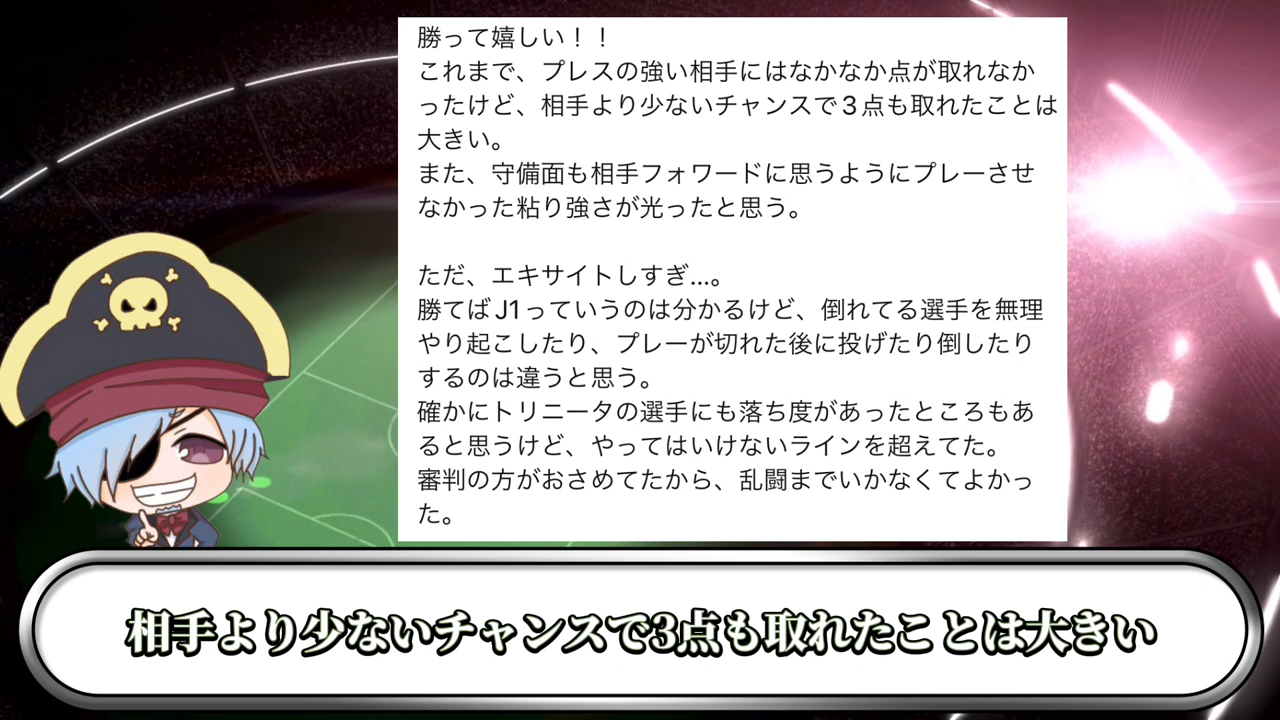 勝って嬉しい！！
これまで、プレスの強い相手にはなかなか点が取れなか
ったけど、相手より少ないチャンスで３点も取れたことは
大きい。
また、守備面も相手フォワードに思うようにプレーさせ
なかった粘り強さが光ったと思う。
ただ、エキサイトしすぎ…。
勝てばJ1っていうのは分かるけど、倒れてる選手を無理
やり起こしたり、プレーが切れた後に投げたり倒したり
するのは違うと思う。
確かにトリニータの選手にも落ち度があったところもあ
ると思うけど、やってはいけないラインを超えてた。
審判の方がおさめてたから、乱闘までいかなくてよかっ
た。
相手より少ないチャンスで3点も取れたことは大きい